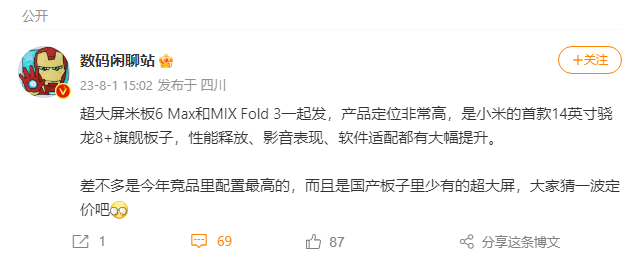 公开
数码闲聊站
+关注
23-8-1 15:02 发布于 四川
超大屏米板6 Max和MIX Fold 3一起发，产品定位非常高，是小米的首款14英寸骁
龙8+旗舰板子，性能释放、影音表现、软件适配都有大幅提升。
差不多是今年竞品里配置最高的，而且是国产板子里少有的超大屏，大家猜一波定
价吧
1
69
87
分享这条博文